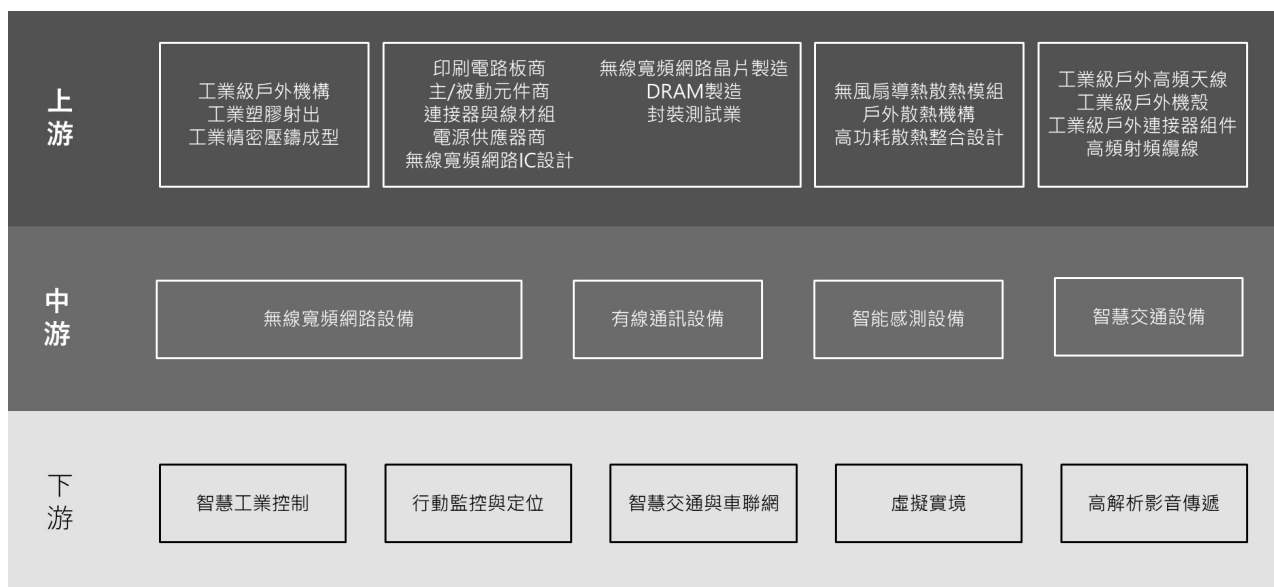 上
游
工業級戶外機構
工業塑膠射出
工業精密壓鑄成型
印刷電路板商
主/被動元件商
連接器與線材組
電源供應器商
無線寬頻網路IC設計
無線寬頻網路晶片製造
DRAM製造
封裝測試業
無風扇導熱散熱模組
戶外散熱機構
高功耗散熱整合設計
工業級戶外高頻天線
工業級戶外機殼
工業級戶外連接器組件
高頻射頻纜線
中
游
無線寬頻網路設備
有線通訊設備
智能感測設備
智慧交通設備
下
游
智慧工業控制
行動監控與定位
智慧交通與車聯網
虛擬實境
高解析影音傳遞